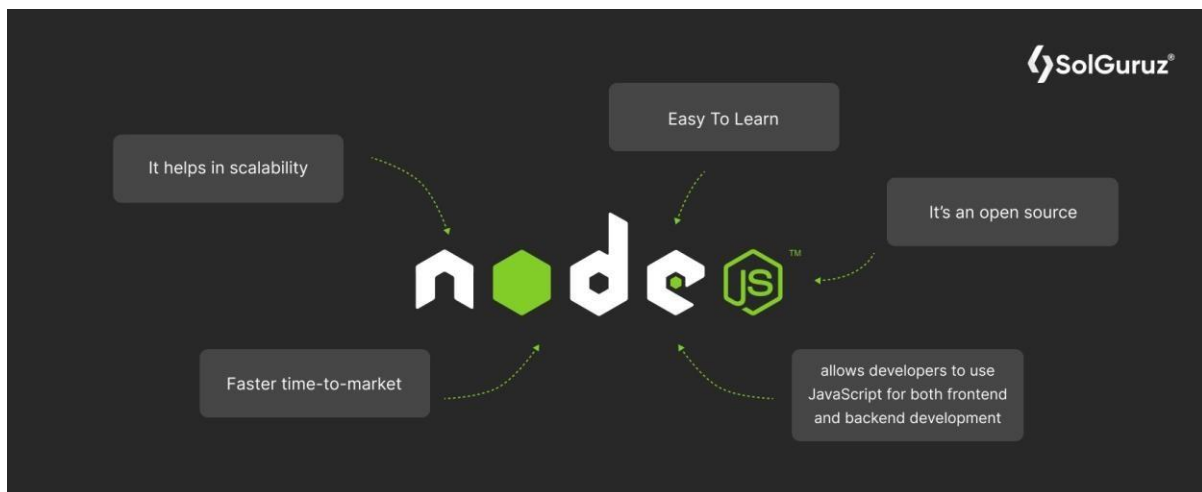 SolGuruz®
Easy To Learn
It helps in scalability
It's an open source
node JS ™
Faster time-to-market
allows developers to use
JavaScript for both frontend
and backend development